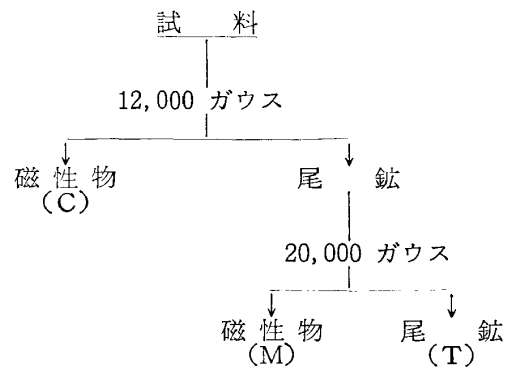 試料
12,000 ガウス
磁性物 尾鉱
(C)
20,000 ガウス
磁性物 尾鉱
(M) (T)